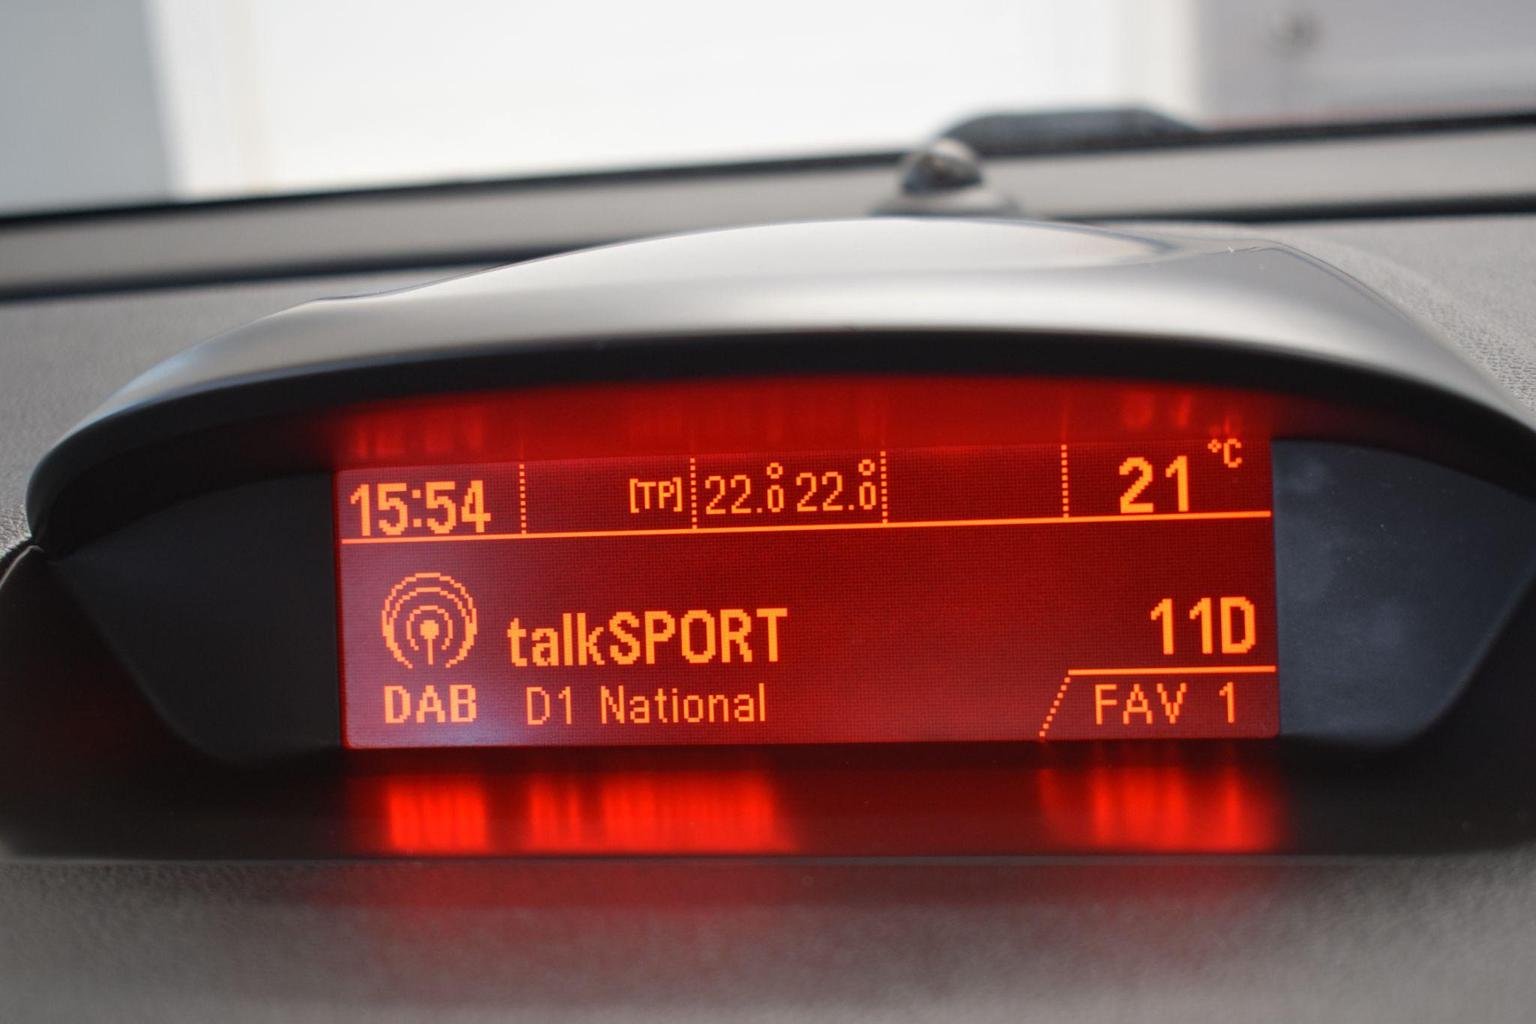 15:54 [TP] 22.0° 22.0° 21 °C
talkSPORT 11D
DAB D1 National FAV 1